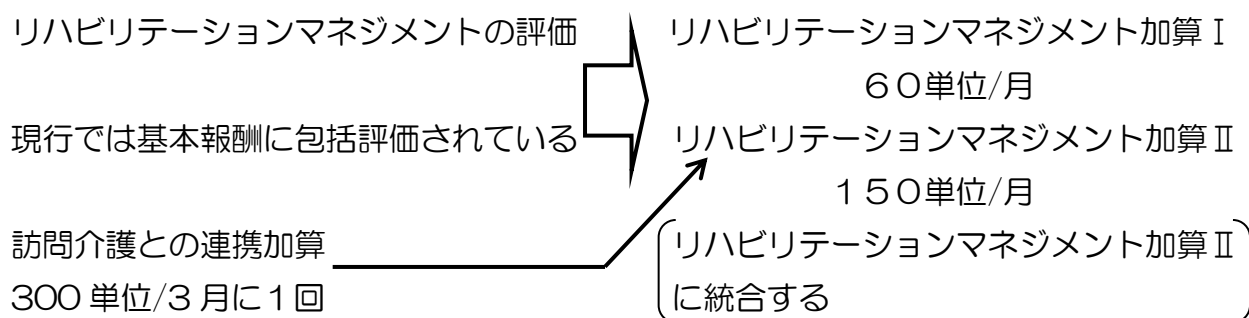 リハビリテーションマネジメントの評価
現行では基本報酬に包括評価されている
訪問介護との連携加算
300 単位/3 月に1回
リハビリテーションマネジメント加算Ⅰ
60単位/月
リハビリテーションマネジメント加算Ⅱ
150単位/月
リハビリテーションマネジメント加算Ⅱ
に統合する